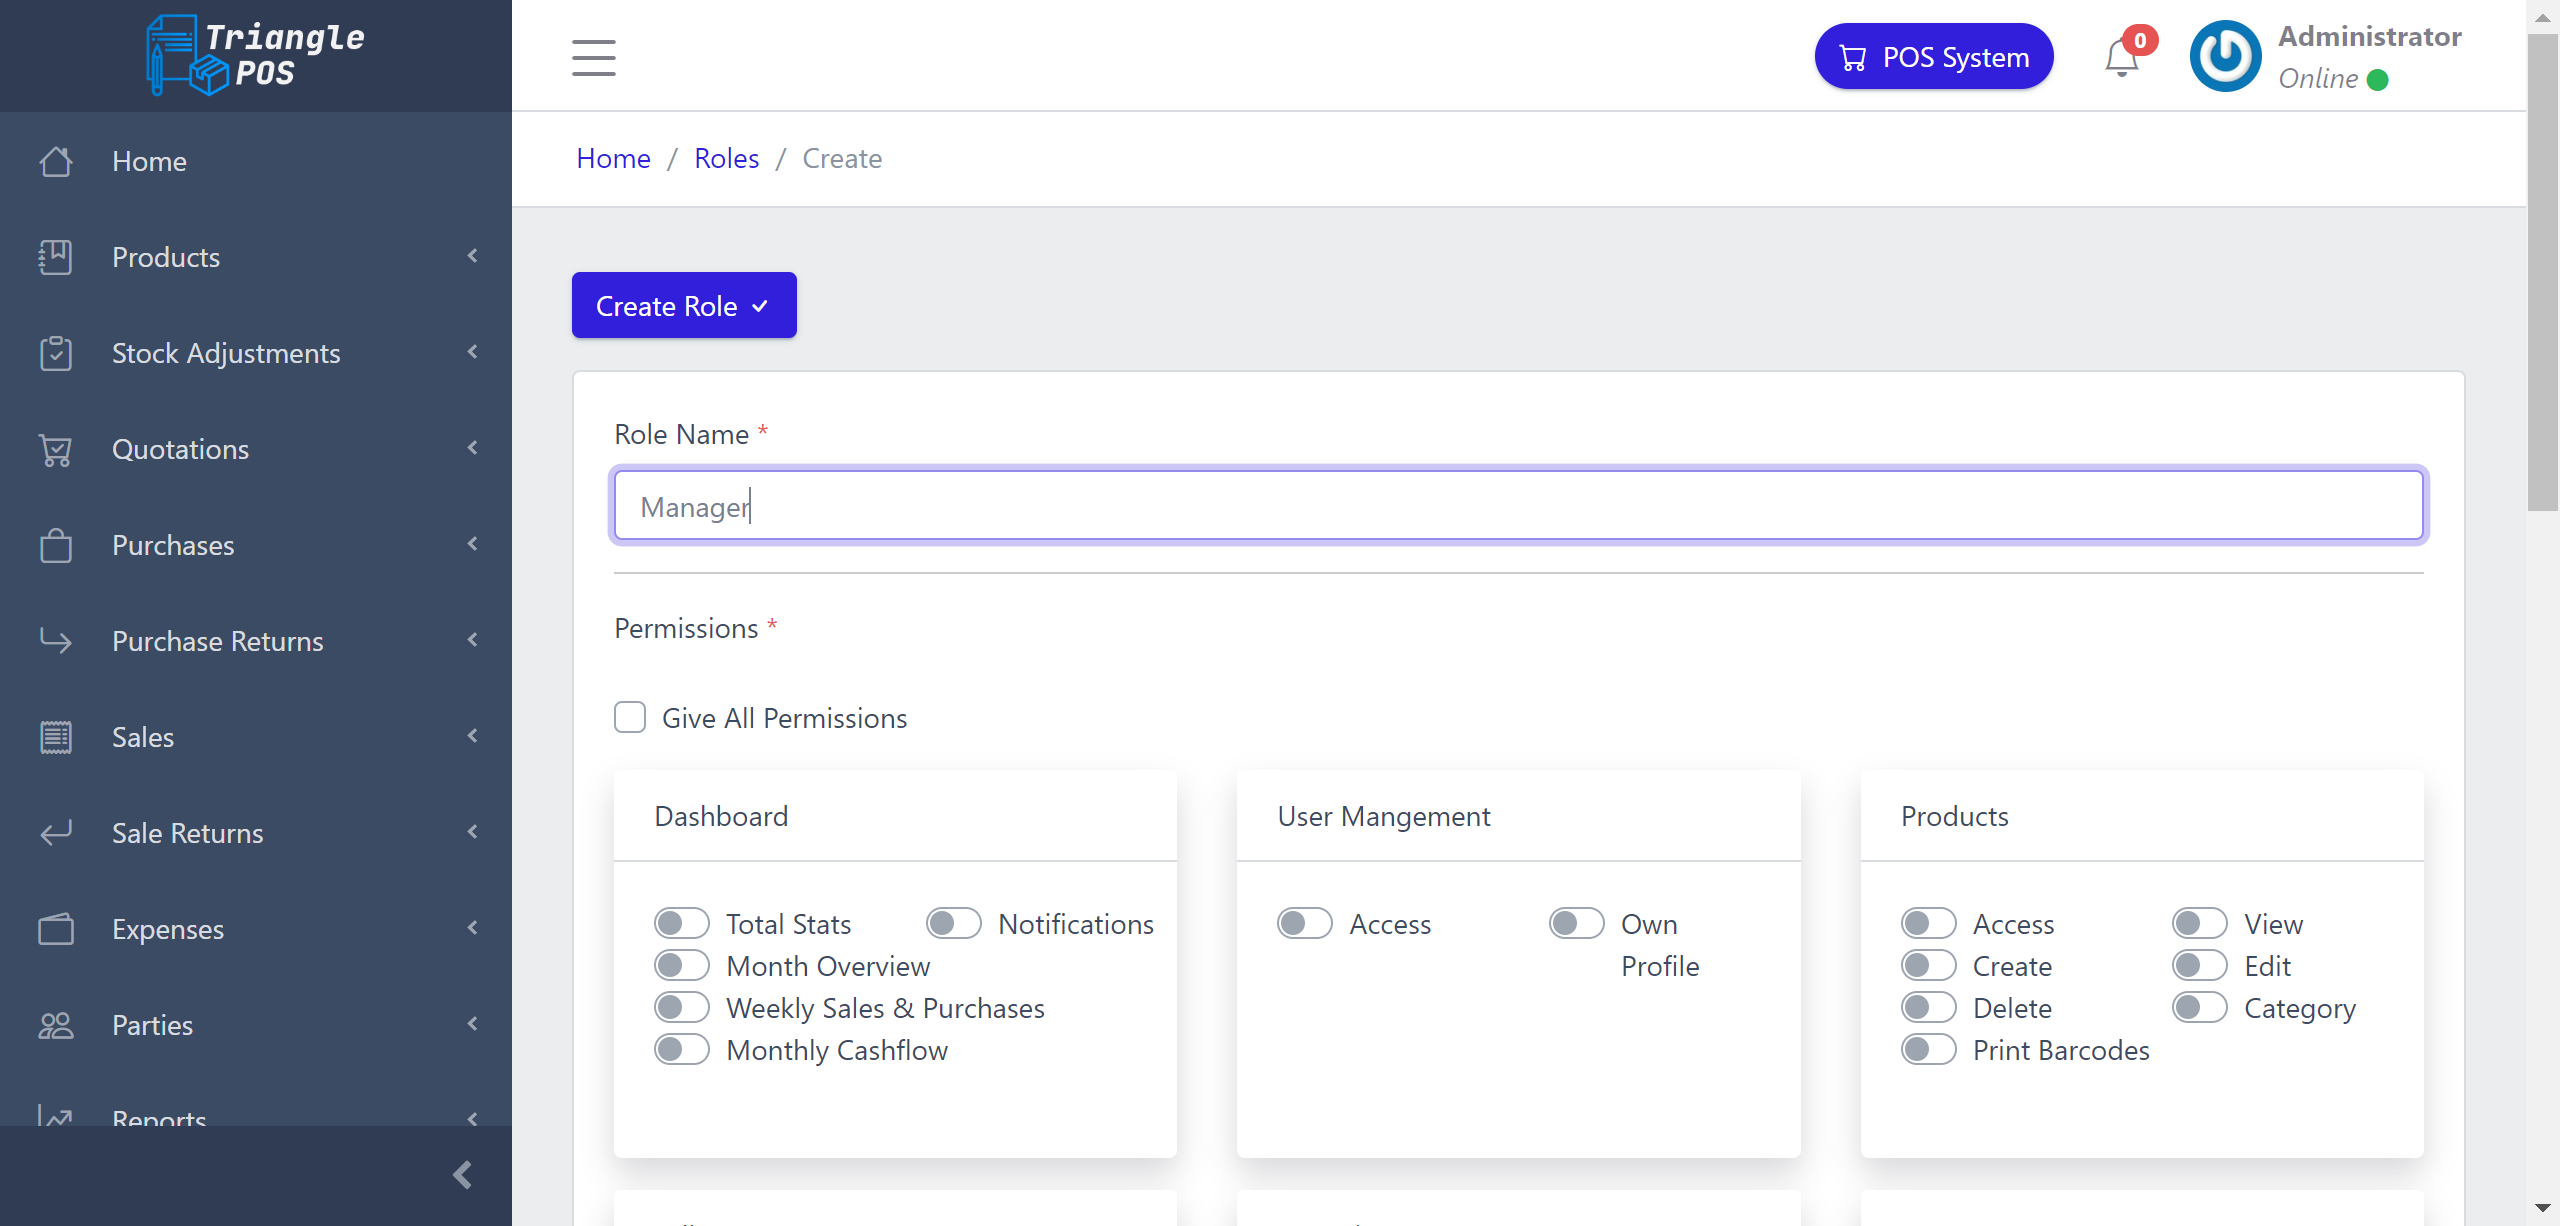 Triangle
POS
Home
Products
Stock Adjustments
Quotations
Purchases
Purchase Returns
Sales
Sale Returns
Expenses
Parties
Reports
POS System
0
Administrator
Online
Home / Roles / Create
Create Role
Role Name *
Manager
Permissions *
Give All Permissions
Dashboard
Total Stats
Notifications
Month Overview
Weekly Sales & Purchases
Monthly Cashflow
User Mangement
Access
Own
Profile
Products
Access
View
Create
Edit
Delete
Category
Print Barcodes